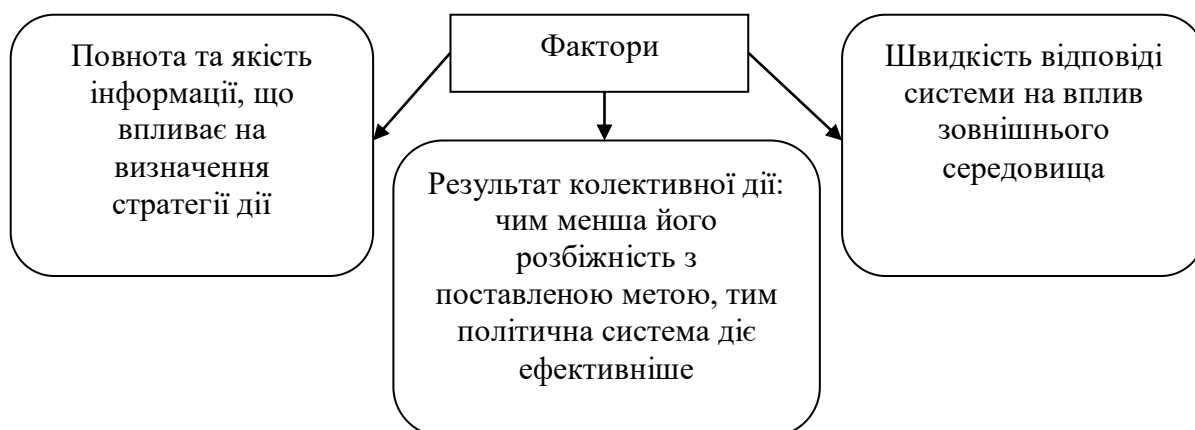 Фактори
Повнота та якість
інформації, що
впливає на
визначення
стратегії дії
Результат колективної дії:
чим менша його
розбіжність з
поставленою метою, тим
політична система діє
ефективніше
Швидкість відповіді
системи на вплив
зовнішнього
середовища